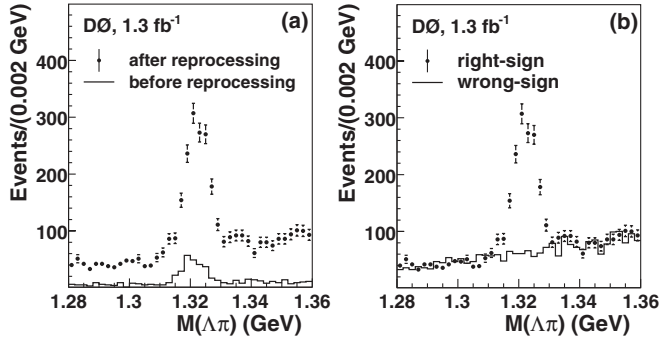 DØ, 1.3 fb⁻¹ (a)
after reprocessing
before reprocessing
Events/(0.002 GeV)
400
300
200
100
1.28 1.3 1.32 1.34 1.36
M(Λπ) (GeV)
DØ, 1.3 fb⁻¹ (b)
right-sign
wrong-sign
Events/(0.002 GeV)
400
300
200
100
1.28 1.3 1.32 1.34 1.36
M(Λπ) (GeV)